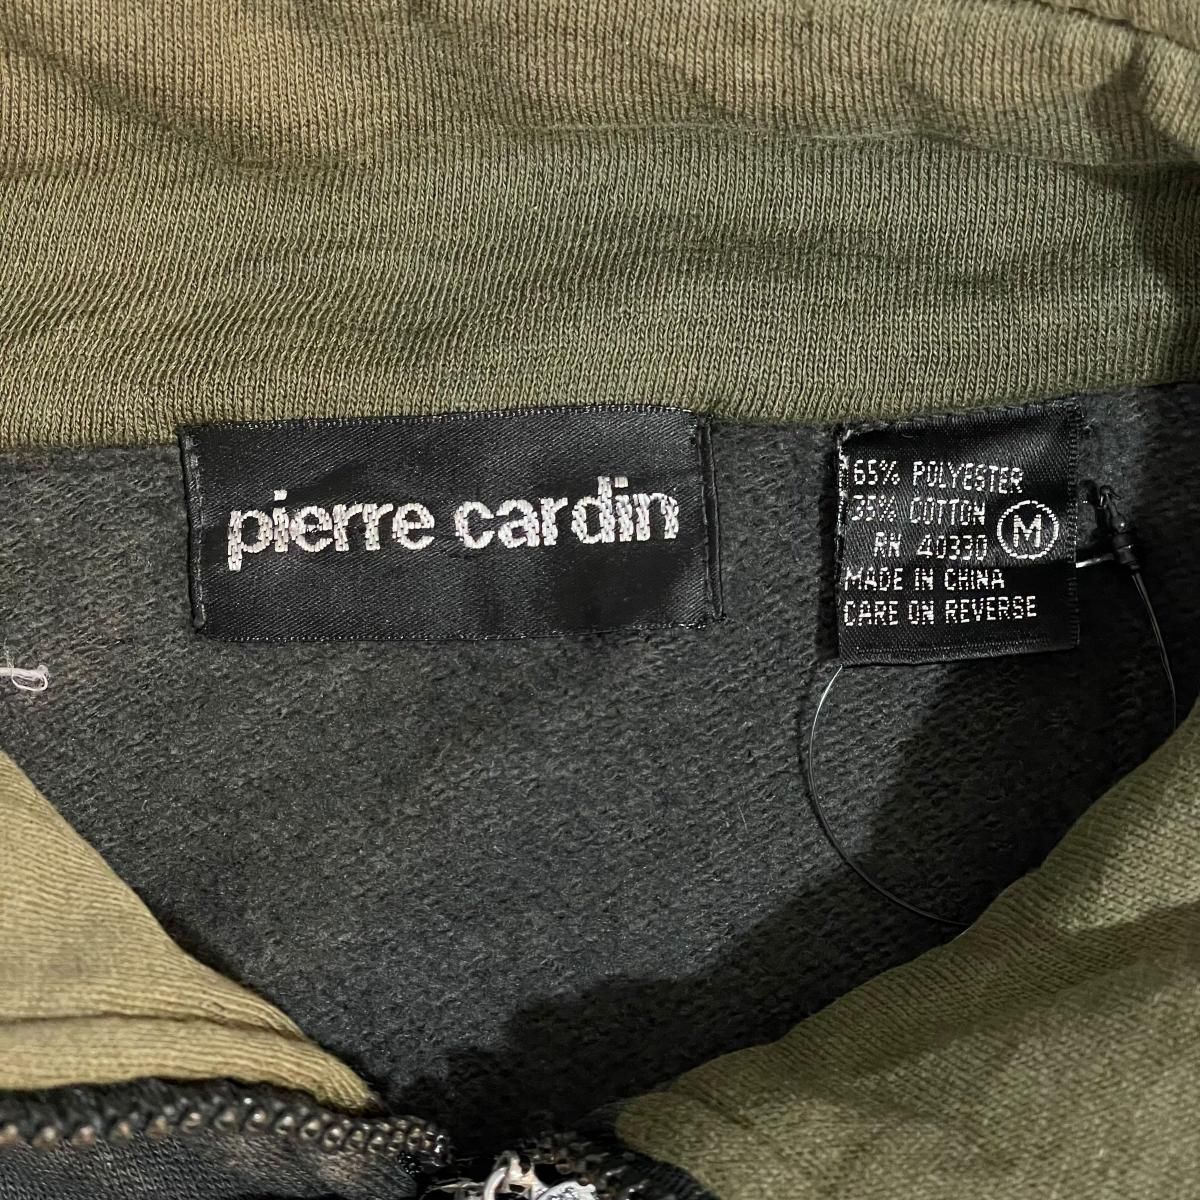 pierre cardin
65% POLYESTER
35% COTTON
RN 40330
M
MADE IN CHINA
CARE ON REVERSE